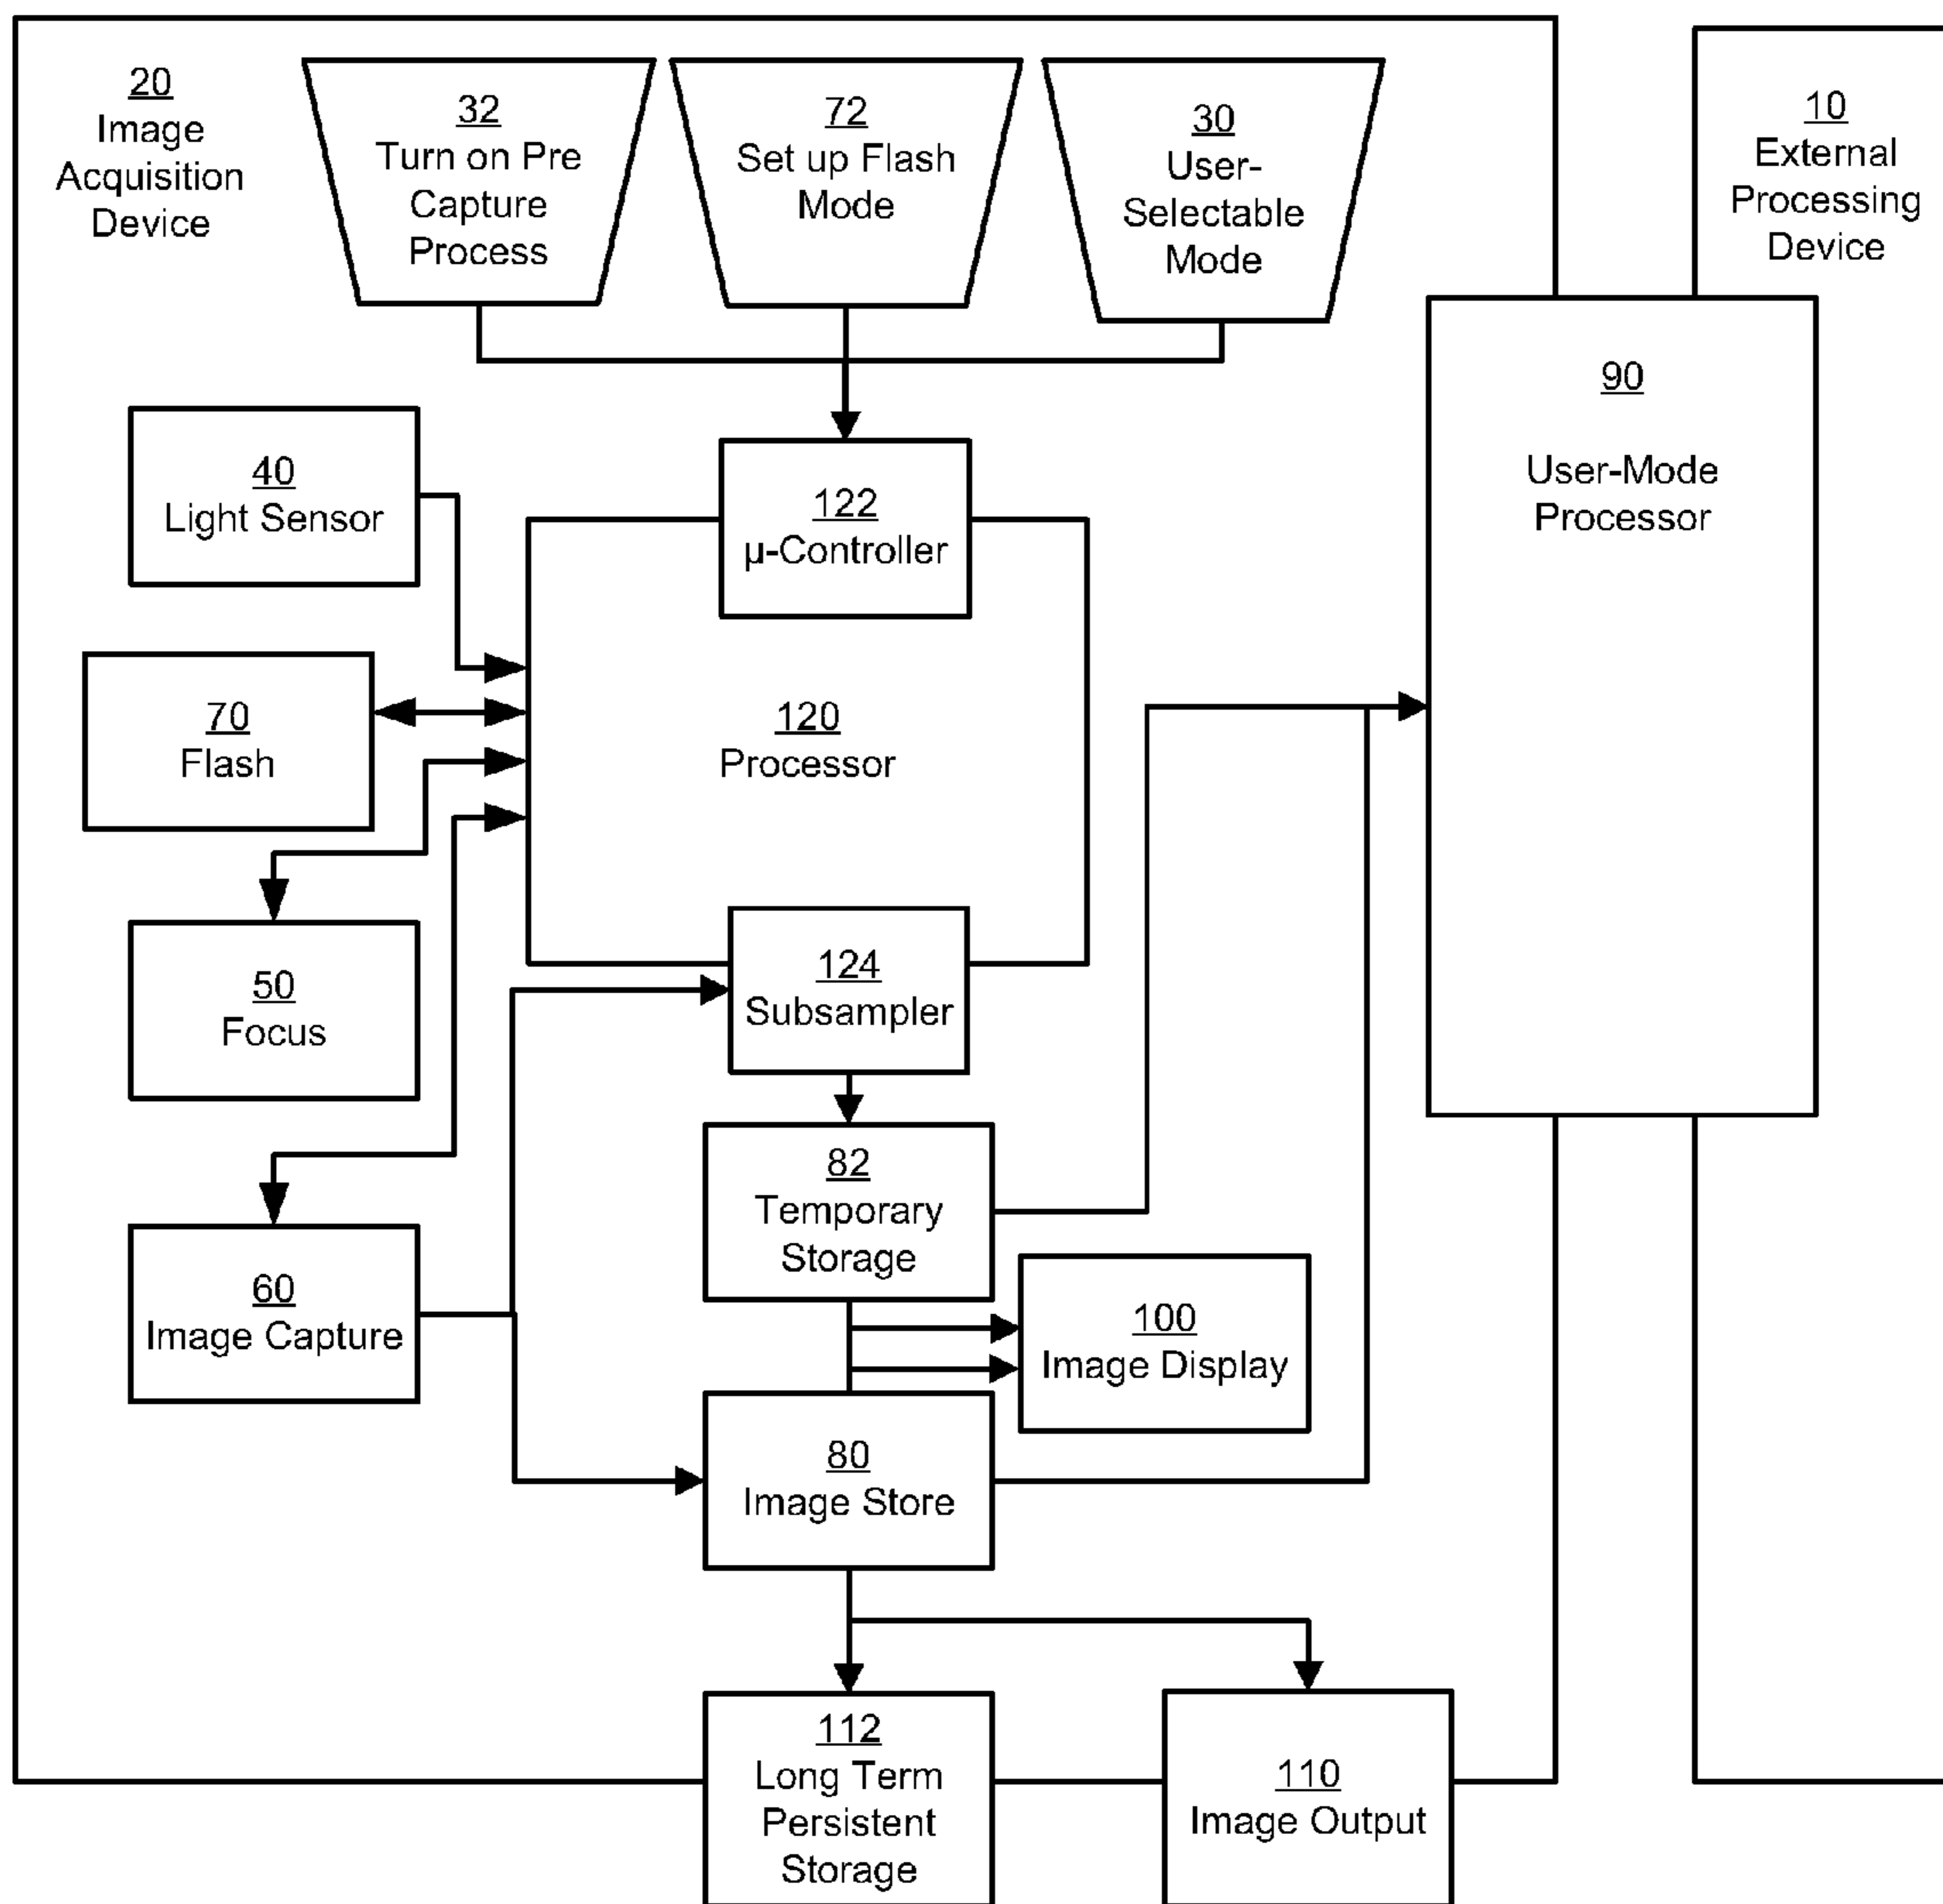 20
Image
Acquisition
Device
32
Turn on Pre
Capture
Process
72
Set up Flash
Mode
30
User-
Selectable
Mode
10
External
Processing
Device
90
User-Mode
Processor
40
Light Sensor
122
µ-Controller
70
Flash
120
Processor
50
Focus
124
Subsampler
82
Temporary
Storage
60
Image Capture
100
Image Display
80
Image Store
112
Long Term
Persistent
Storage
110
Image Output